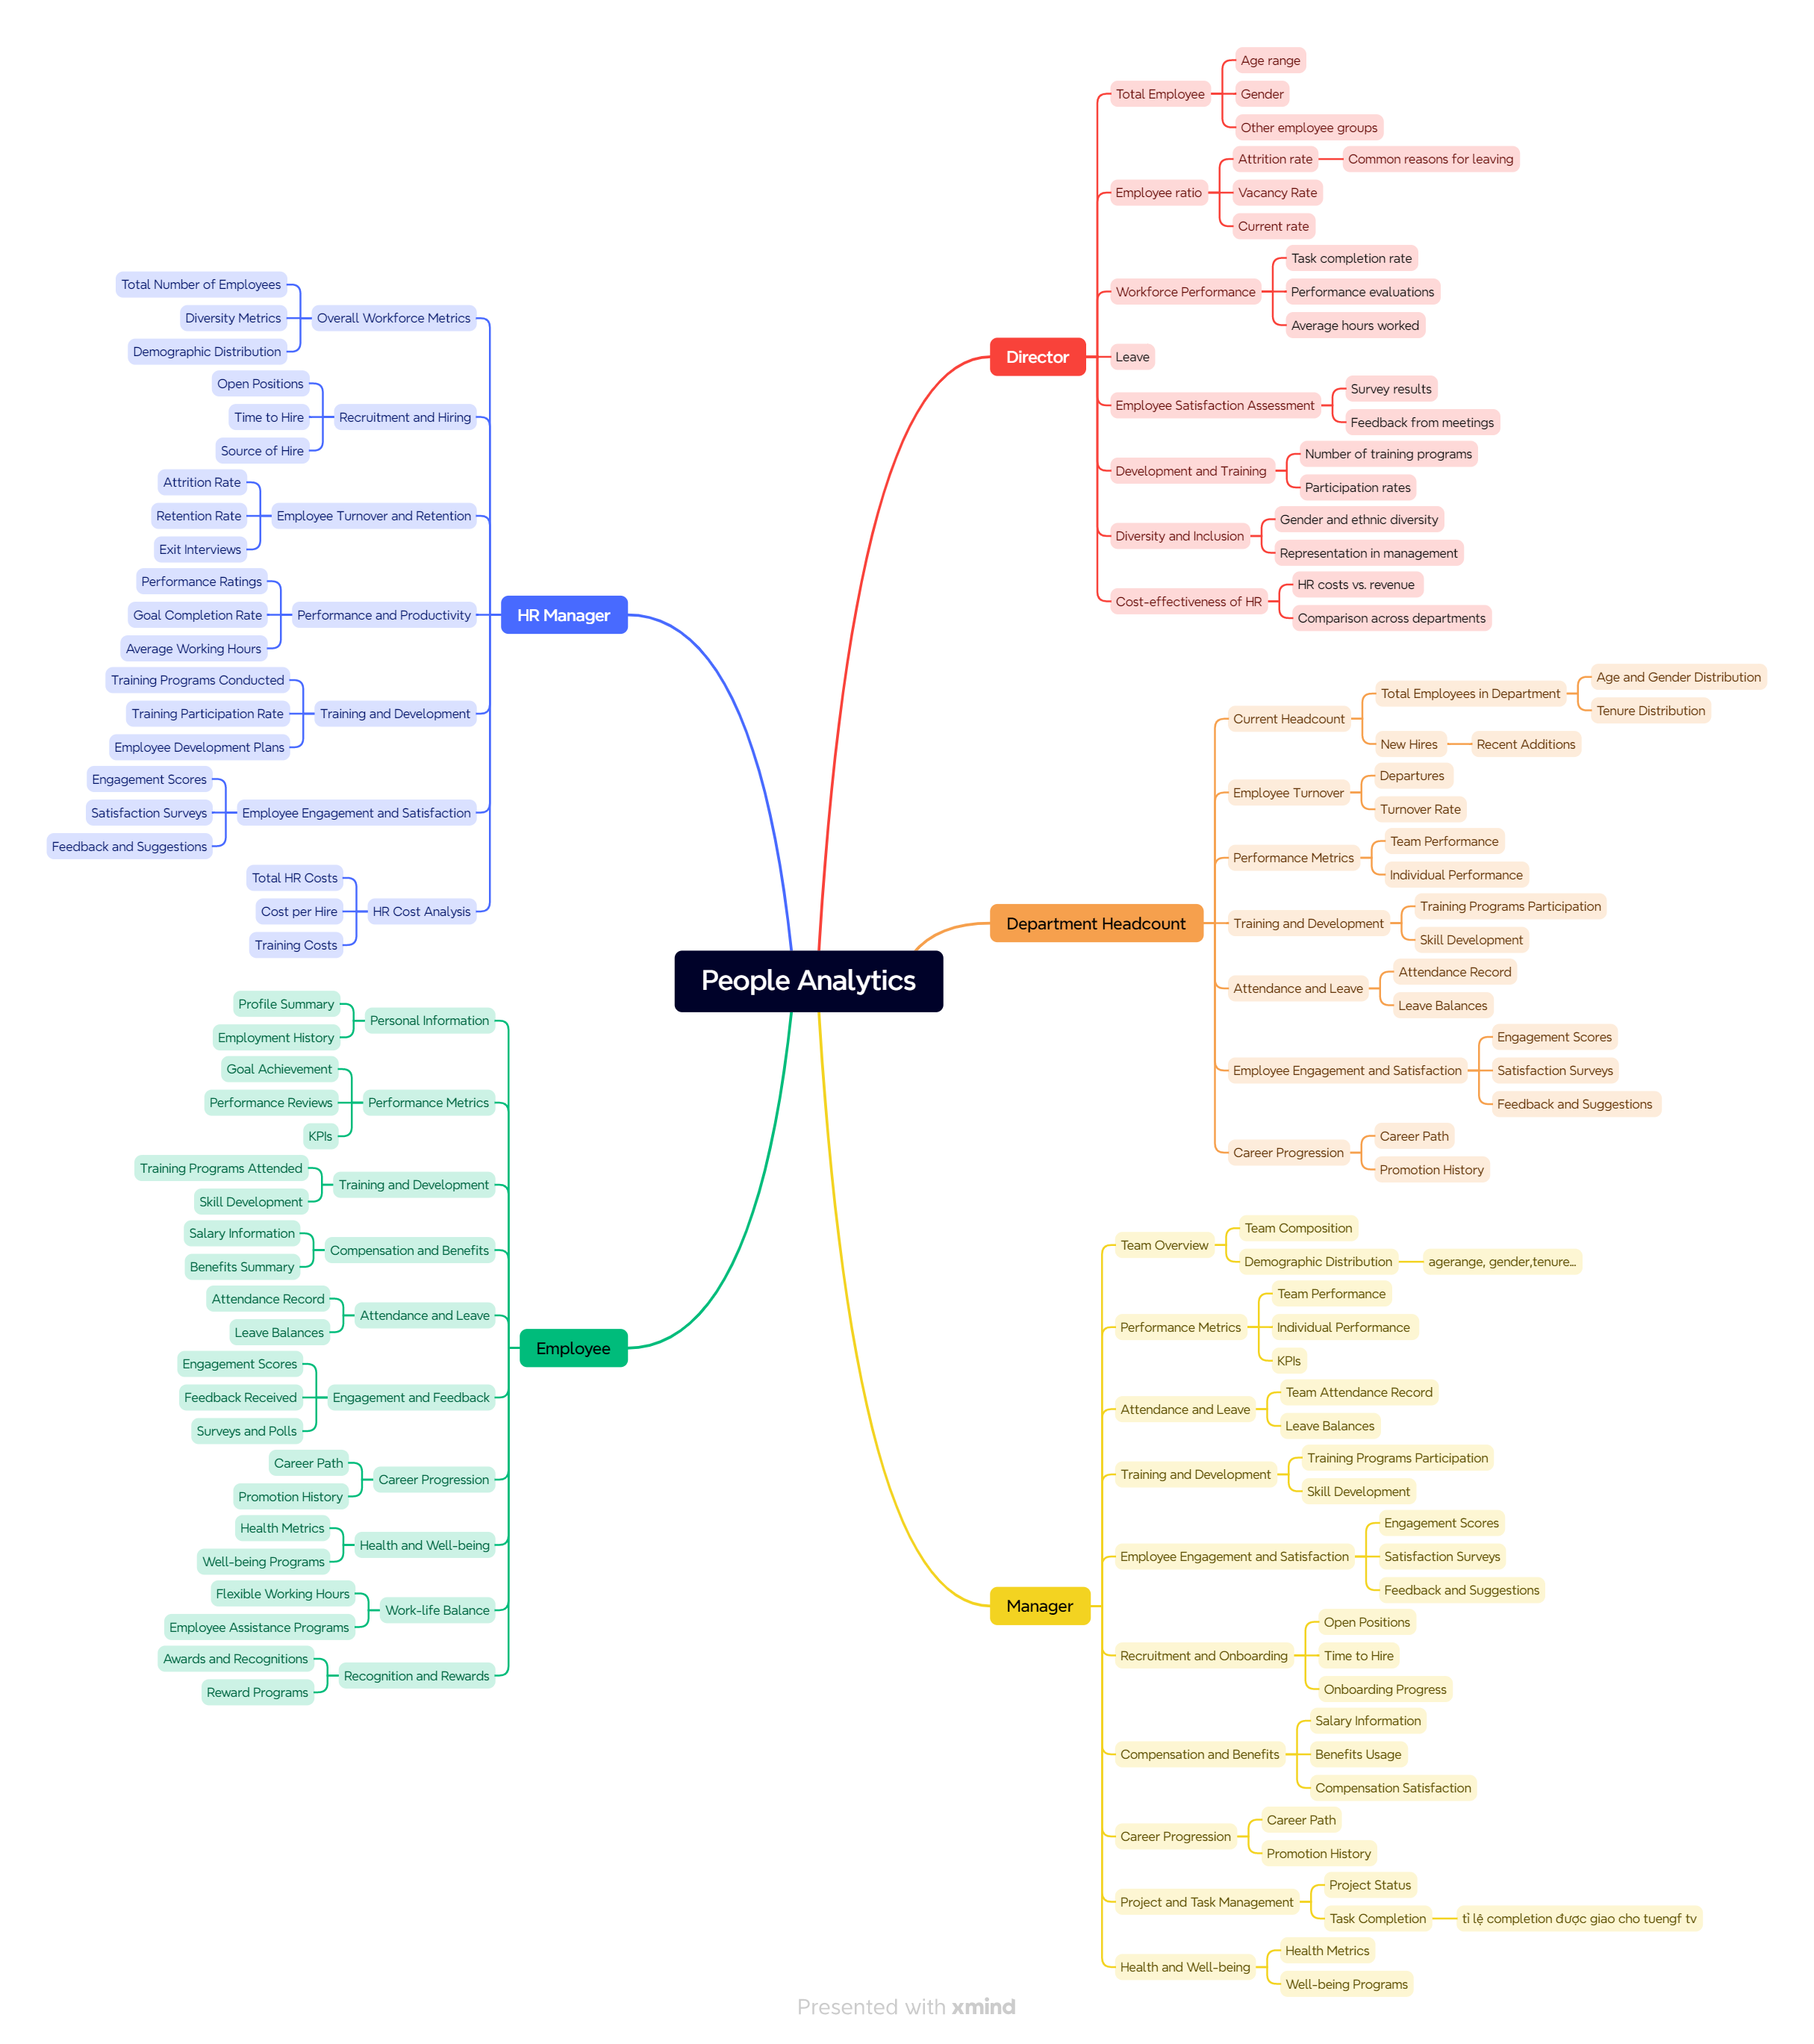 People Analytics
Director
Total Employee
Age range
Gender
Other employee groups
Employee ratio
Attrition rate
Common reasons for leaving
Vacancy Rate
Current rate
Workforce Performance
Task completion rate
Performance evaluations
Average hours worked
Leave
Employee Satisfaction Assessment
Survey results
Feedback from meetings
Development and Training
Number of training programs
Participation rates
Diversity and Inclusion
Gender and ethnic diversity
Representation in management
Cost-effectiveness of HR
HR costs vs. revenue
Comparison across departments
Department Headcount
Current Headcount
Total Employees in Department
Age and Gender Distribution
Tenure Distribution
New Hires
Recent Additions
Employee Turnover
Departures
Turnover Rate
Performance Metrics
Team Performance
Individual Performance
Training and Development
Training Programs Participation
Skill Development
Attendance and Leave
Attendance Record
Leave Balances
Employee Engagement and Satisfaction
Engagement Scores
Satisfaction Surveys
Feedback and Suggestions
Career Progression
Career Path
Promotion History
Manager
Team Overview
Team Composition
Demographic Distribution
agerange, gender,tenure...
Performance Metrics
Team Performance
Individual Performance
KPIs
Attendance and Leave
Team Attendance Record
Leave Balances
Training and Development
Training Programs Participation
Skill Development
Employee Engagement and Satisfaction
Engagement Scores
Satisfaction Surveys
Feedback and Suggestions
Recruitment and Onboarding
Open Positions
Time to Hire
Onboarding Progress
Compensation and Benefits
Salary Information
Benefits Usage
Compensation Satisfaction
Career Progression
Career Path
Promotion History
Project and Task Management
Project Status
Task Completion
tỉ lệ completion được giao cho tuengf tv
Health and Well-being
Health Metrics
Well-being Programs
HR Manager
Overall Workforce Metrics
Total Number of Employees
Diversity Metrics
Demographic Distribution
Recruitment and Hiring
Open Positions
Time to Hire
Source of Hire
Employee Turnover and Retention
Attrition Rate
Retention Rate
Exit Interviews
Performance and Productivity
Performance Ratings
Goal Completion Rate
Average Working Hours
Training and Development
Training Programs Conducted
Training Participation Rate
Employee Development Plans
Employee Engagement and Satisfaction
Engagement Scores
Satisfaction Surveys
Feedback and Suggestions
HR Cost Analysis
Total HR Costs
Cost per Hire
Training Costs
Employee
Personal Information
Profile Summary
Employment History
Performance Metrics
Goal Achievement
Performance Reviews
KPIs
Training and Development
Training Programs Attended
Skill Development
Compensation and Benefits
Salary Information
Benefits Summary
Attendance and Leave
Attendance Record
Leave Balances
Engagement and Feedback
Engagement Scores
Feedback Received
Surveys and Polls
Career Progression
Career Path
Promotion History
Health and Well-being
Health Metrics
Well-being Programs
Work-life Balance
Flexible Working Hours
Employee Assistance Programs
Recognition and Rewards
Awards and Recognitions
Reward Programs
Presented with xmind